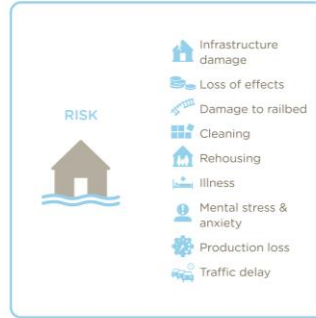 RISK
Infrastructure
damage
Loss of effects
Damage to railbed
Cleaning
Rehousing
Illness
Mental stress &
anxiety
Production loss
Traffic delay